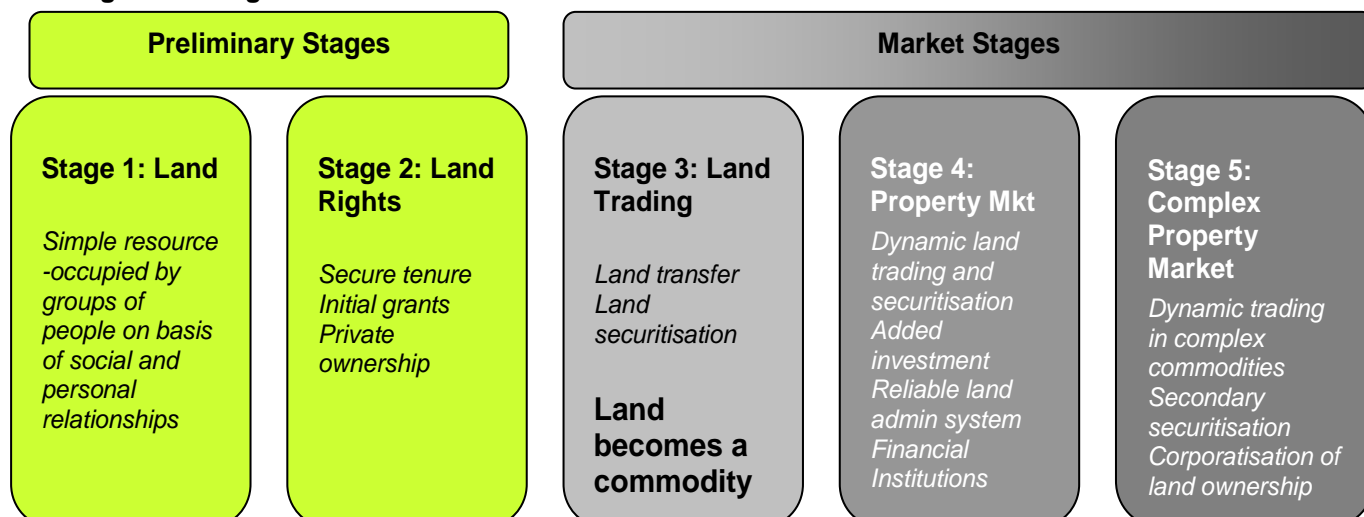 Preliminary Stages
Market Stages
Stage 1: Land
Simple resource
-occupied by
groups of
people on basis
of social and
personal
relationships
Stage 2: Land
Rights
Secure tenure
Initial grants
Private
ownership
Stage 3: Land
Trading
Land transfer
Land
securitisation
Land
becomes a
commodity
Stage 4:
Property Mkt
Dynamic land
trading and
securitisation
Added
investment
Reliable land
admin system
Financial
Institutions
Stage 5:
Complex
Property
Market
Dynamic trading
in complex
commodities
Secondary
securitisation
Corporatisation of
land ownership